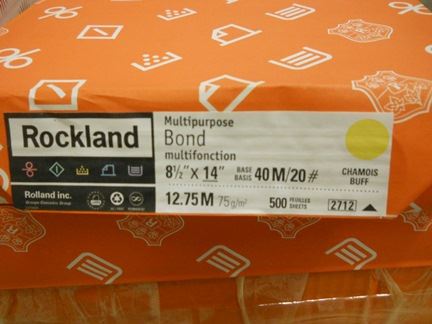 Rockland
Rolland inc.
Multipurpose
Bond
multifonction
8½" x 14" BASE BASIS 40 M/20#
CHAMOIS
BUFF
12.75 M 75g/m² 500 FEUILLES SHEETS 2712